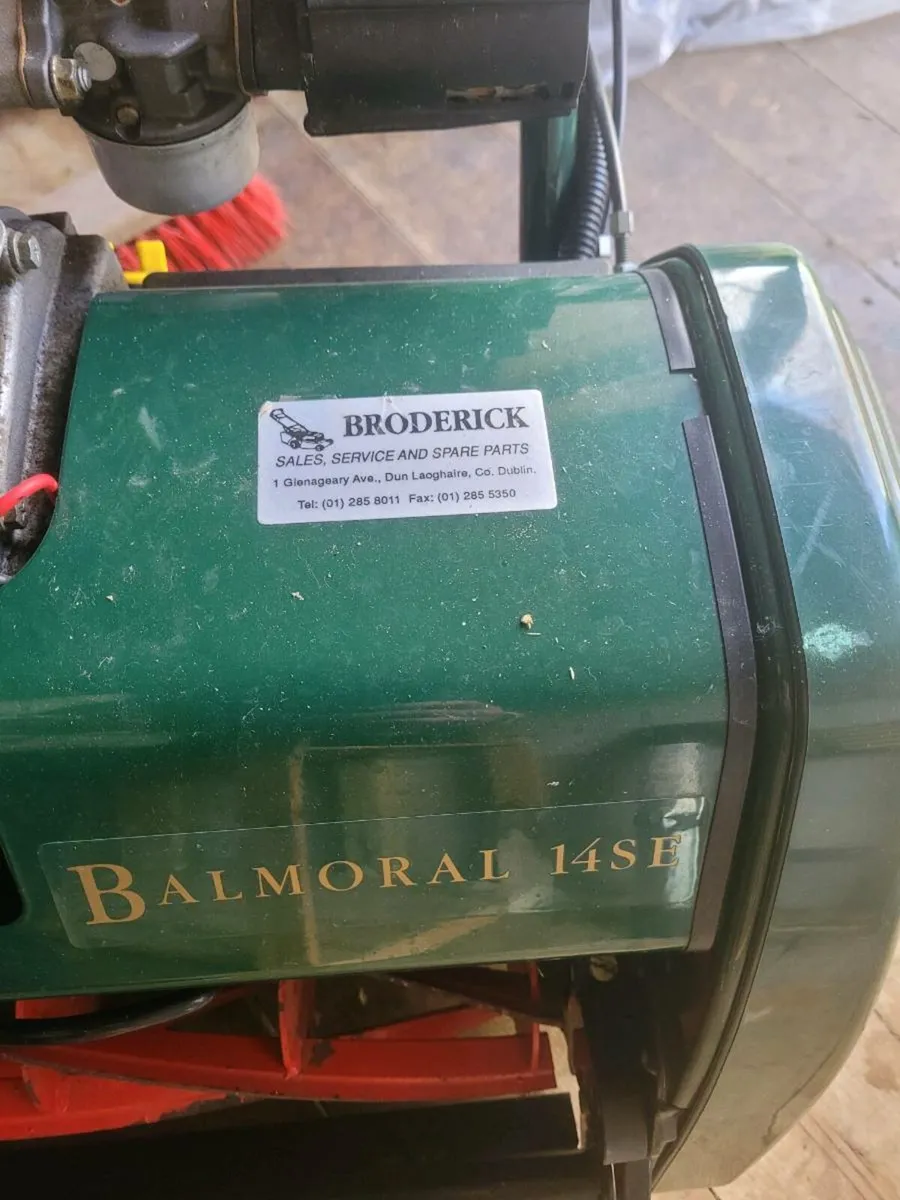 BRODERICK
SALES, SERVICE AND SPARE PARTS
1 Glenageary Ave., Dun Laoghaire, Co. Dublin.
Tel: (01) 285 8011 Fax: (01) 285 5350
BALMORAL 14SE